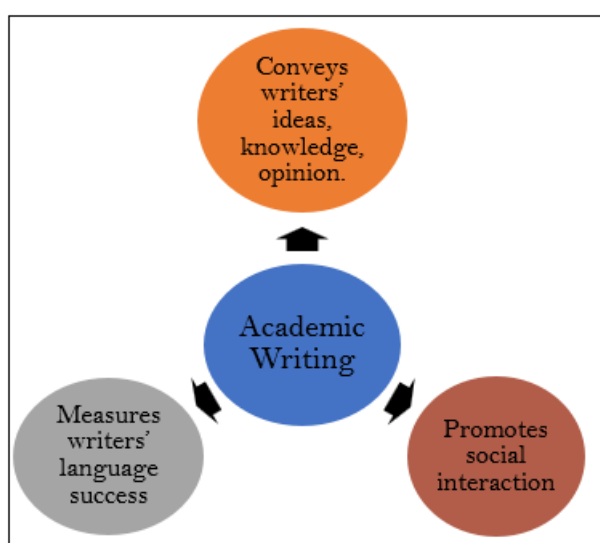 Conveys
writers’
ideas,
knowledge,
opinion.
Academic
Writing
Measures
writers’
language
success
Promotes
social
interaction